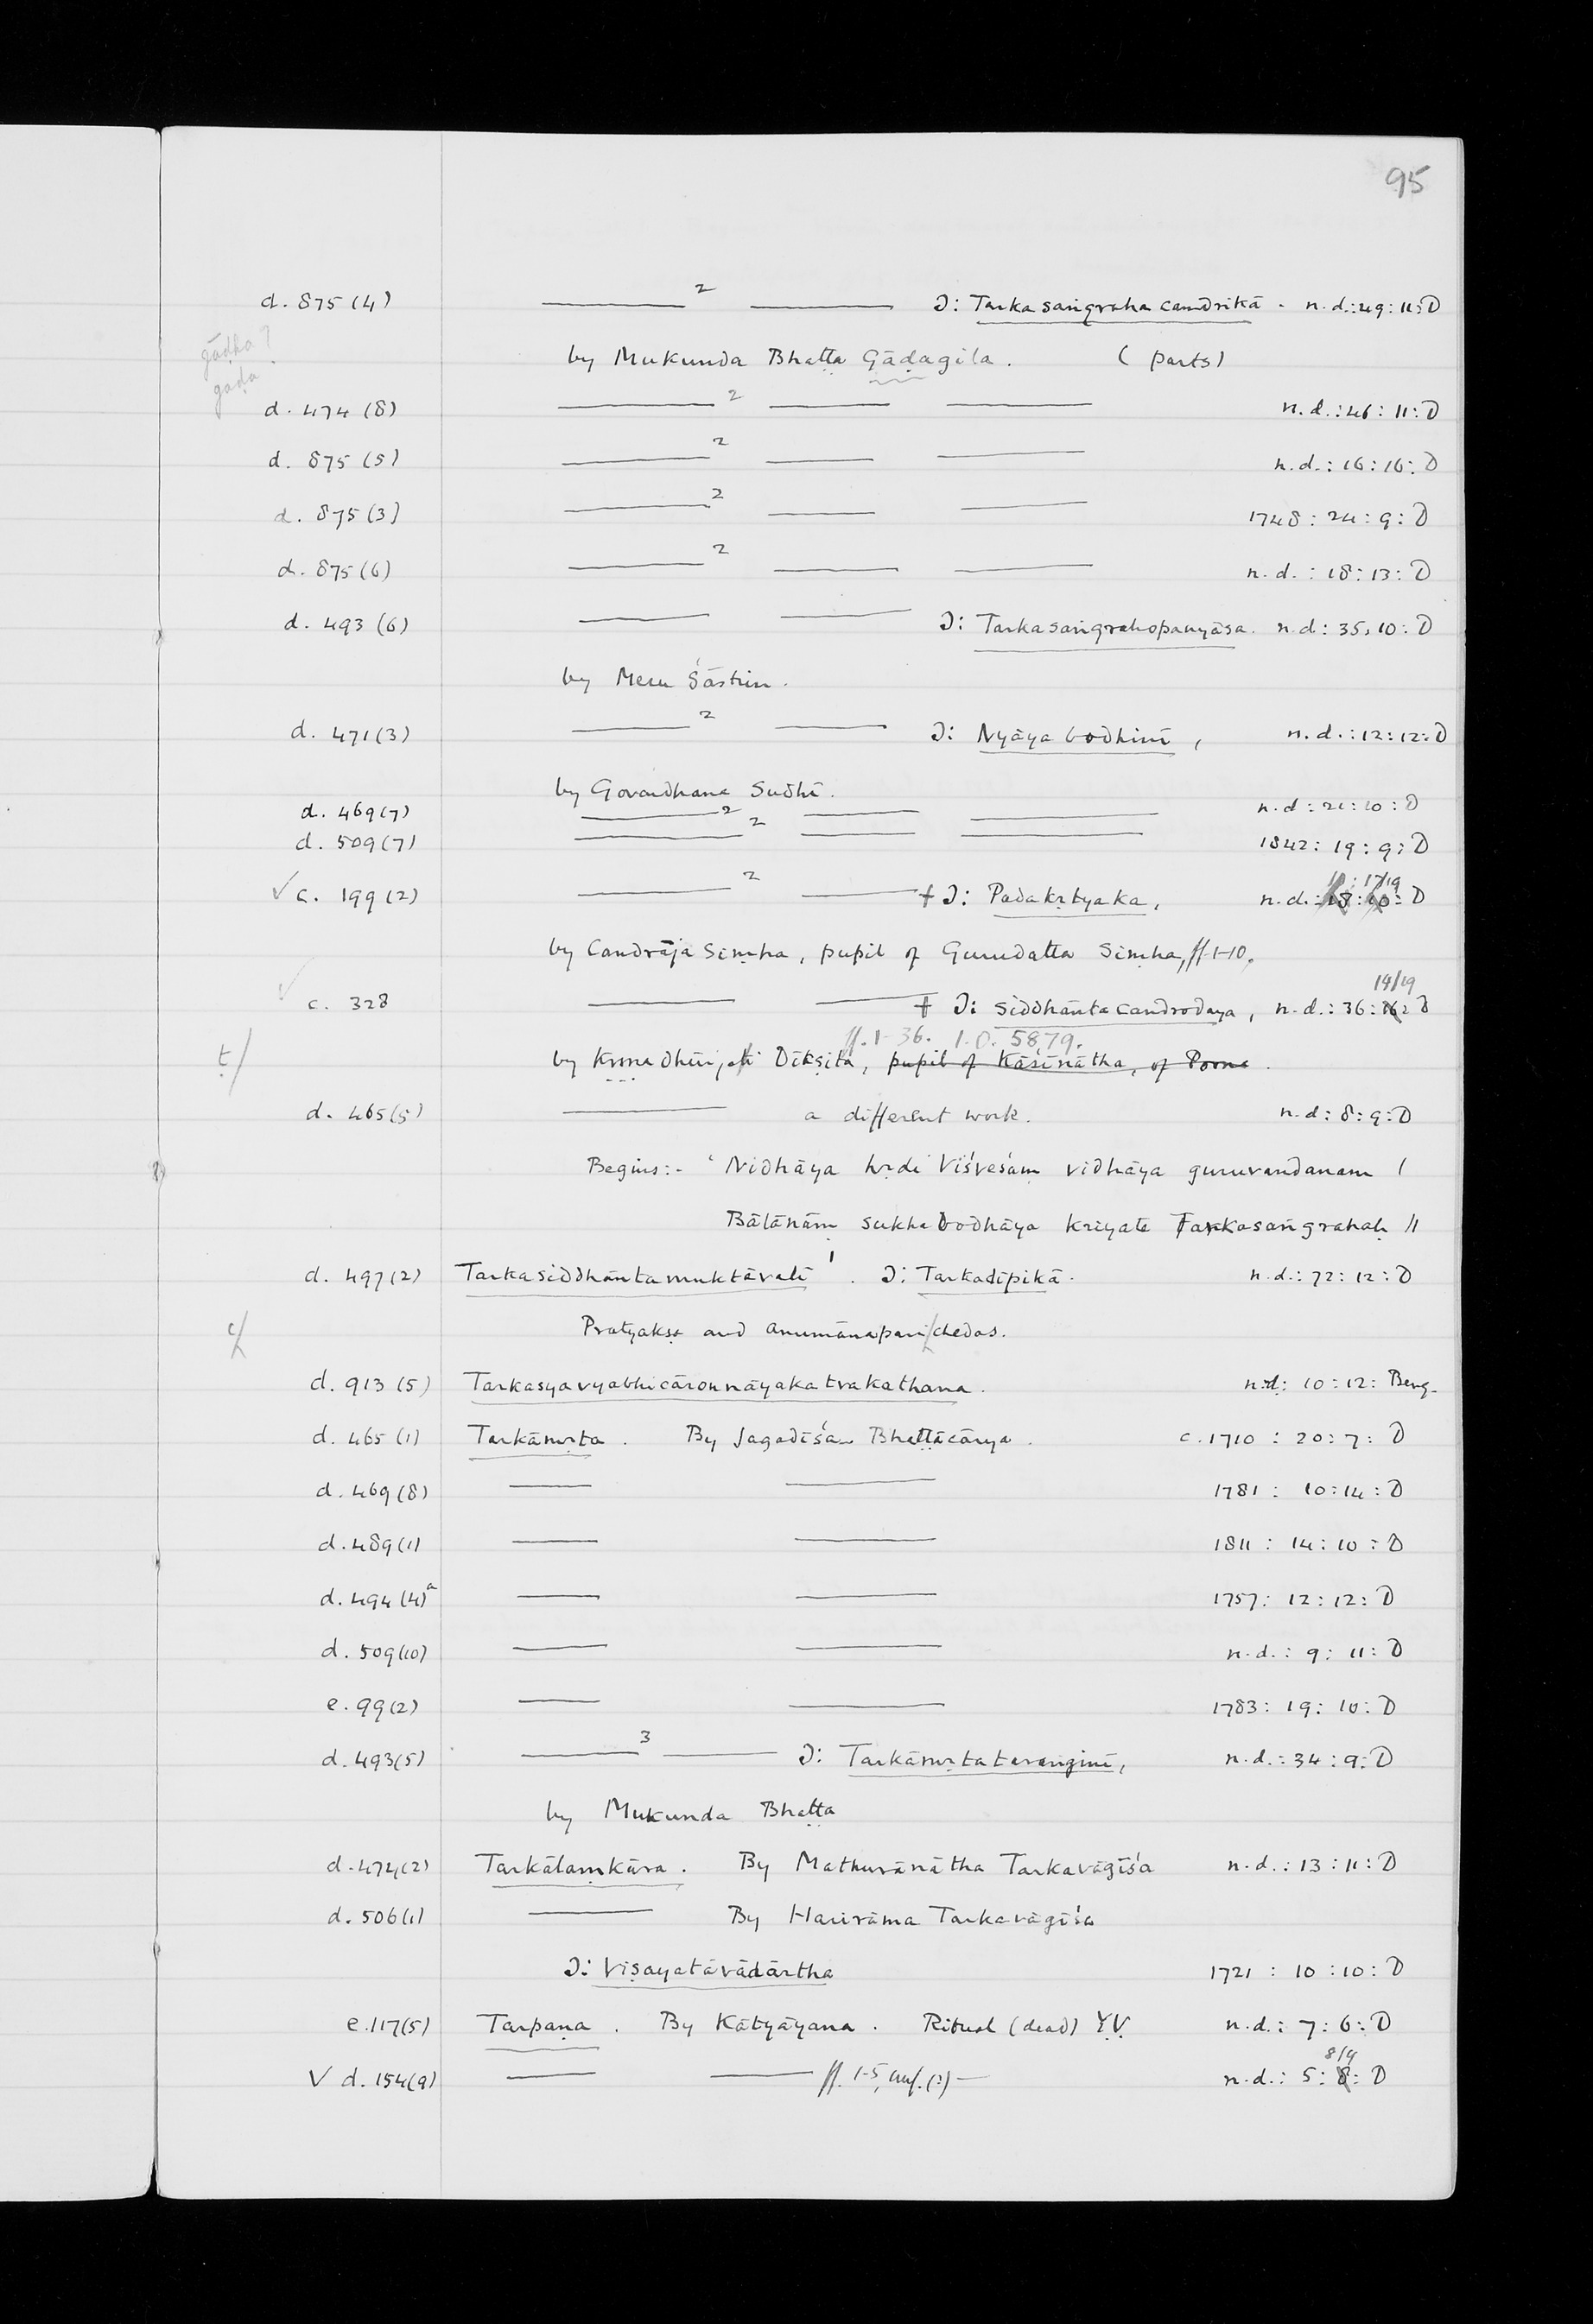 95
d. 875 (4) ——2 —— D: Tarkasaṅgrahacandrikā. n.d.: 49: 11: D
gāḍha?
gaḍa
by Mukunda Bhaṭṭa Gāḍagila. (parts)
d. 474 (8) ——2 —— —— n.d.: 46: 11: D
d. 875 (5) ——2 —— —— n.d.: 16: 16: D
d. 875 (3) ——2 —— —— 1748: 24: 9: D
d. 875 (6) ——2 —— —— n.d.: 18: 13: D
d. 493 (6) —— —— D: Tarkasaṅgrahopanyāsa. n.d: 35: 10: D
by Meru Śāstrin.
d. 471 (3) ——2 —— D: Nyāyabodhinī, n.d.: 12: 12: D
by Govardhana Sudhī.
d. 469 (7) ——2 —— —— n.d: 21: 10: D
d. 509 (7) ——2 —— —— 1842: 19: 9: D
✓ c. 199 (2) ——2 —— † D: Padakṛtyaka, n.d.: 17/19: D
by Candrajasiṃha, pupil of Gurudatta Siṃha, ff. 1-10.
✓ c. 328 —— —— † D: Siddhāntacandrodaya, n.d.: 36: 14/19 D
ff. 1-36. I.O. 5879.
ṭ/ by Dīkṣita, pupil of Kāśīnātha, of Poona.
d. 465 (5) —— a different work. n.d: 8: 9: D
Begins:- 'Nidhāya hṛdi Viśveśaṃ vidhāya guruvandanam /
Bālānāṃ sukhabodhāya kriyate Tarkasaṅgrahaḥ //
d. 497 (2) Tarkasiddhāntamuktāvalī 1. D: Tarkadīpikā. n.d.: 72: 12: D
c/ Pratyakṣa and anumānaparichedas.
d. 913 (5) Tarkasyavyabhicāronnāyakatvakathana. n.d: 10: 12: Beng.
d. 465 (1) Tarkāmṛta. By Jagadīśa Bhaṭṭācārya. c. 1710: 20: 7: D
d. 469 (8) —— —— 1781: 10: 14: D
d. 489 (1) —— —— 1811: 14: 10: D
d. 494 (4)a —— —— 1757: 12: 12: D
d. 509 (10) —— —— n.d.: 9: 11: D
e. 99 (2) —— —— 1783: 19: 10: D
d. 493 (5) ——3 —— D: Tarkāmṛtataraṅginī, n.d.: 34: 9: D
by Mukunda Bhaṭṭa
d. 474 (2) Tarkālaṃkāra. By Mathurānātha Tarkavāgīśa n.d.: 13: 11: D
d. 506 (1) —— By Harirāma Tarkavāgīśa
D: Viṣayatāvādārtha 1721: 10: 10: D
e. 117 (5) Tarpaṇa. By Kātyāyana. Ritual (dead) Y.V. n.d.: 7: 6: D
✓ d. 154 (9) —— —— ff. 1-5, (?) — n.d.: 5: 8/9: D